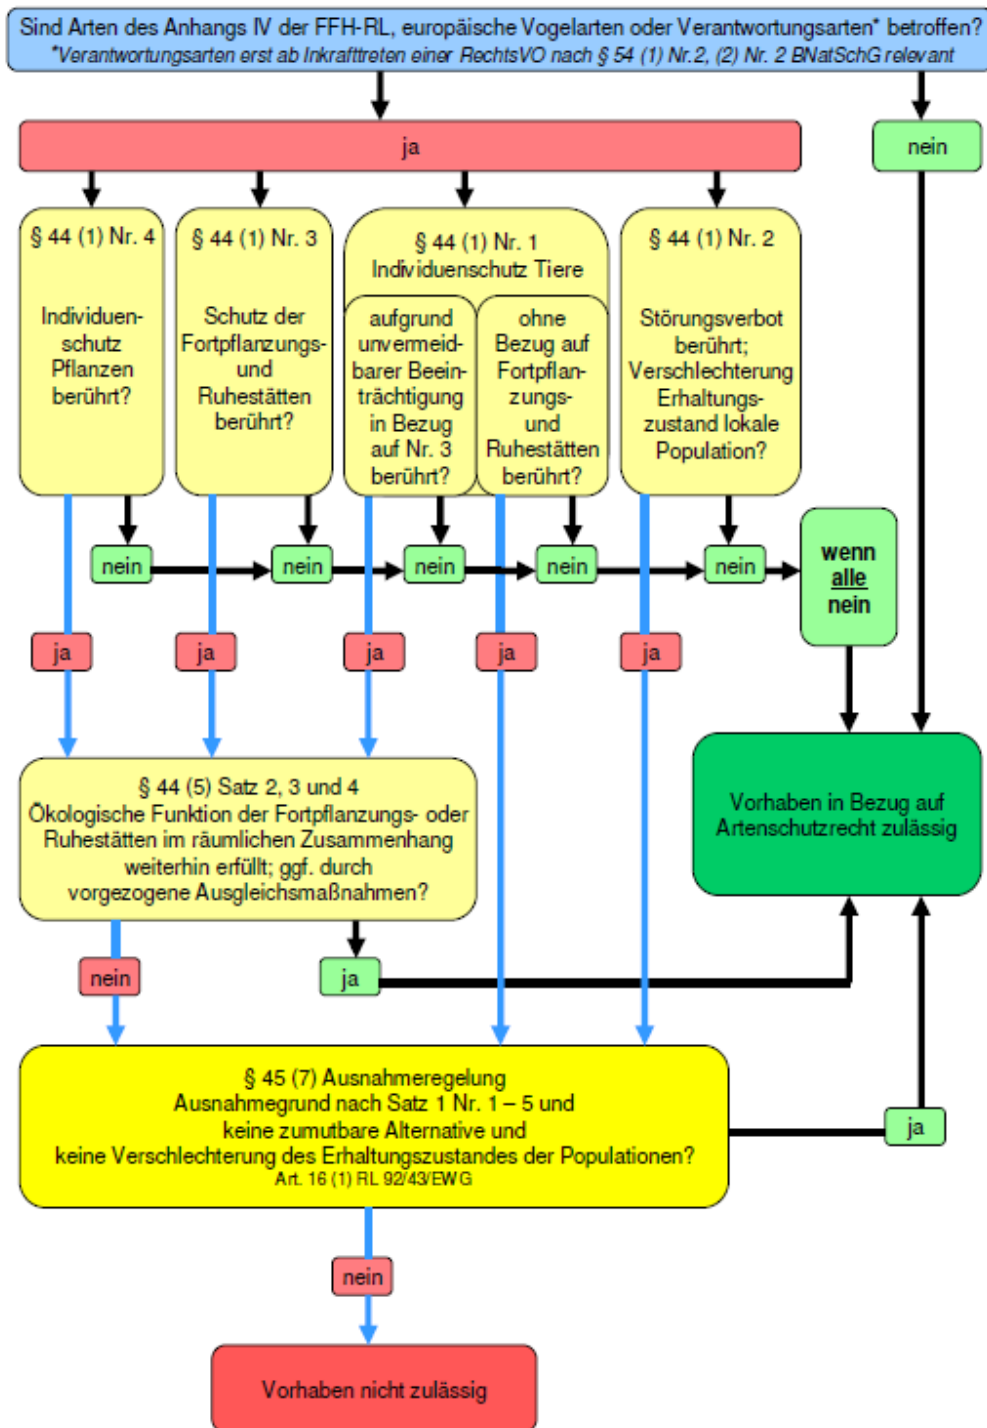 Sind Arten des Anhangs IV der FFH-RL, europäische Vogelarten oder Verantwortungsarten* betroffen?
*Verantwortungsarten erst ab Inkrafttreten einer RechtsVO nach § 54 (1) Nr.2, (2) Nr. 2 BNatSchG relevant
ja
nein
§ 44 (1) Nr. 4
Individuen-
schutz
Pflanzen
berührt?
§ 44 (1) Nr. 3
Schutz der
Fortpflanzungs-
und
Ruhestätten
berührt?
§ 44 (1) Nr. 1
Individuenschutz Tiere
aufgrund
unvermeid-
barer Beein-
trächtigung
in Bezug
auf Nr. 3
berührt?
ohne
Bezug auf
Fortpflan-
zungs-
und
Ruhestätten
berührt?
§ 44 (1) Nr. 2
Störungsverbot
berührt;
Verschlechterung
Erhaltungs-
zustand lokale
Population?
nein
nein
nein
nein
nein
wenn
alle
nein
ja
ja
ja
ja
ja
§ 44 (5) Satz 2, 3 und 4
Ökologische Funktion der Fortpflanzungs- oder
Ruhestätten im räumlichen Zusammenhang
weiterhin erfüllt; ggf. durch
vorgezogene Ausgleichsmaßnahmen?
Vorhaben in Bezug auf
Artenschutzrecht zulässig
nein
ja
§ 45 (7) Ausnahmeregelung
Ausnahmegrund nach Satz 1 Nr. 1 – 5 und
keine zumutbare Alternative und
keine Verschlechterung des Erhaltungszustandes der Populationen?
Art. 16 (1) RL 92/43/EWG
ja
nein
Vorhaben nicht zulässig